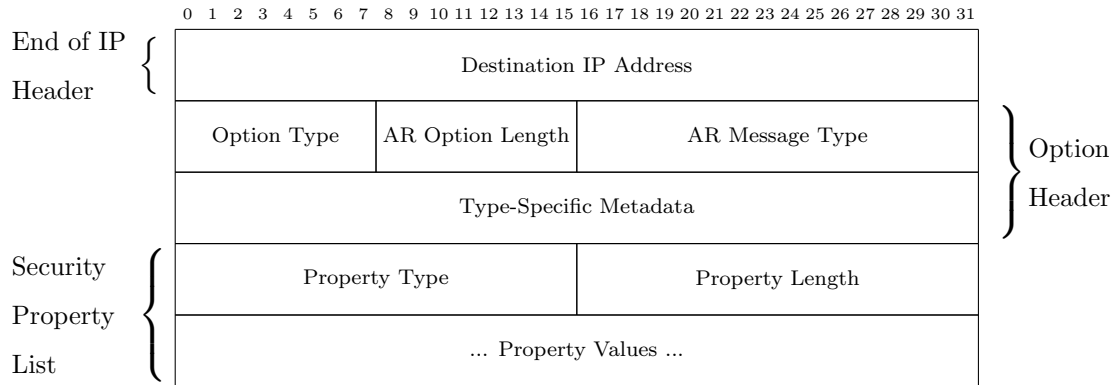 0 1 2 3 4 5 6 7 8 9 10 11 12 13 14 15 16 17 18 19 20 21 22 23 24 25 26 27 28 29 30 31
End of IP
Header
Destination IP Address
Option Type AR Option Length AR Message Type
Option
Header
Type-Specific Metadata
Security
Property
List
Property Type Property Length
... Property Values ...